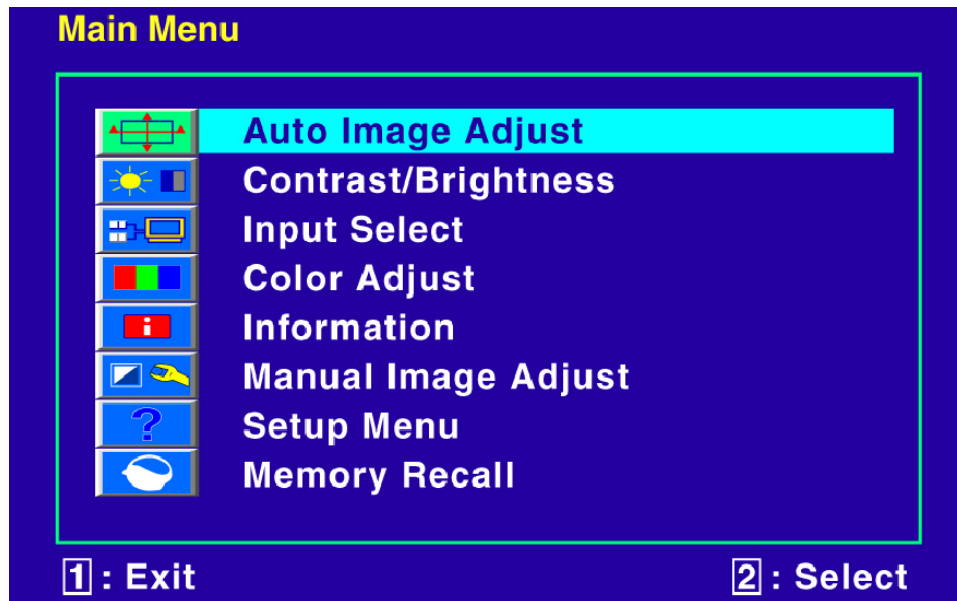 Main Menu
Auto Image Adjust
Contrast/Brightness
Input Select
Color Adjust
i Information
Manual Image Adjust
? Setup Menu
Memory Recall
1 : Exit 2 : Select